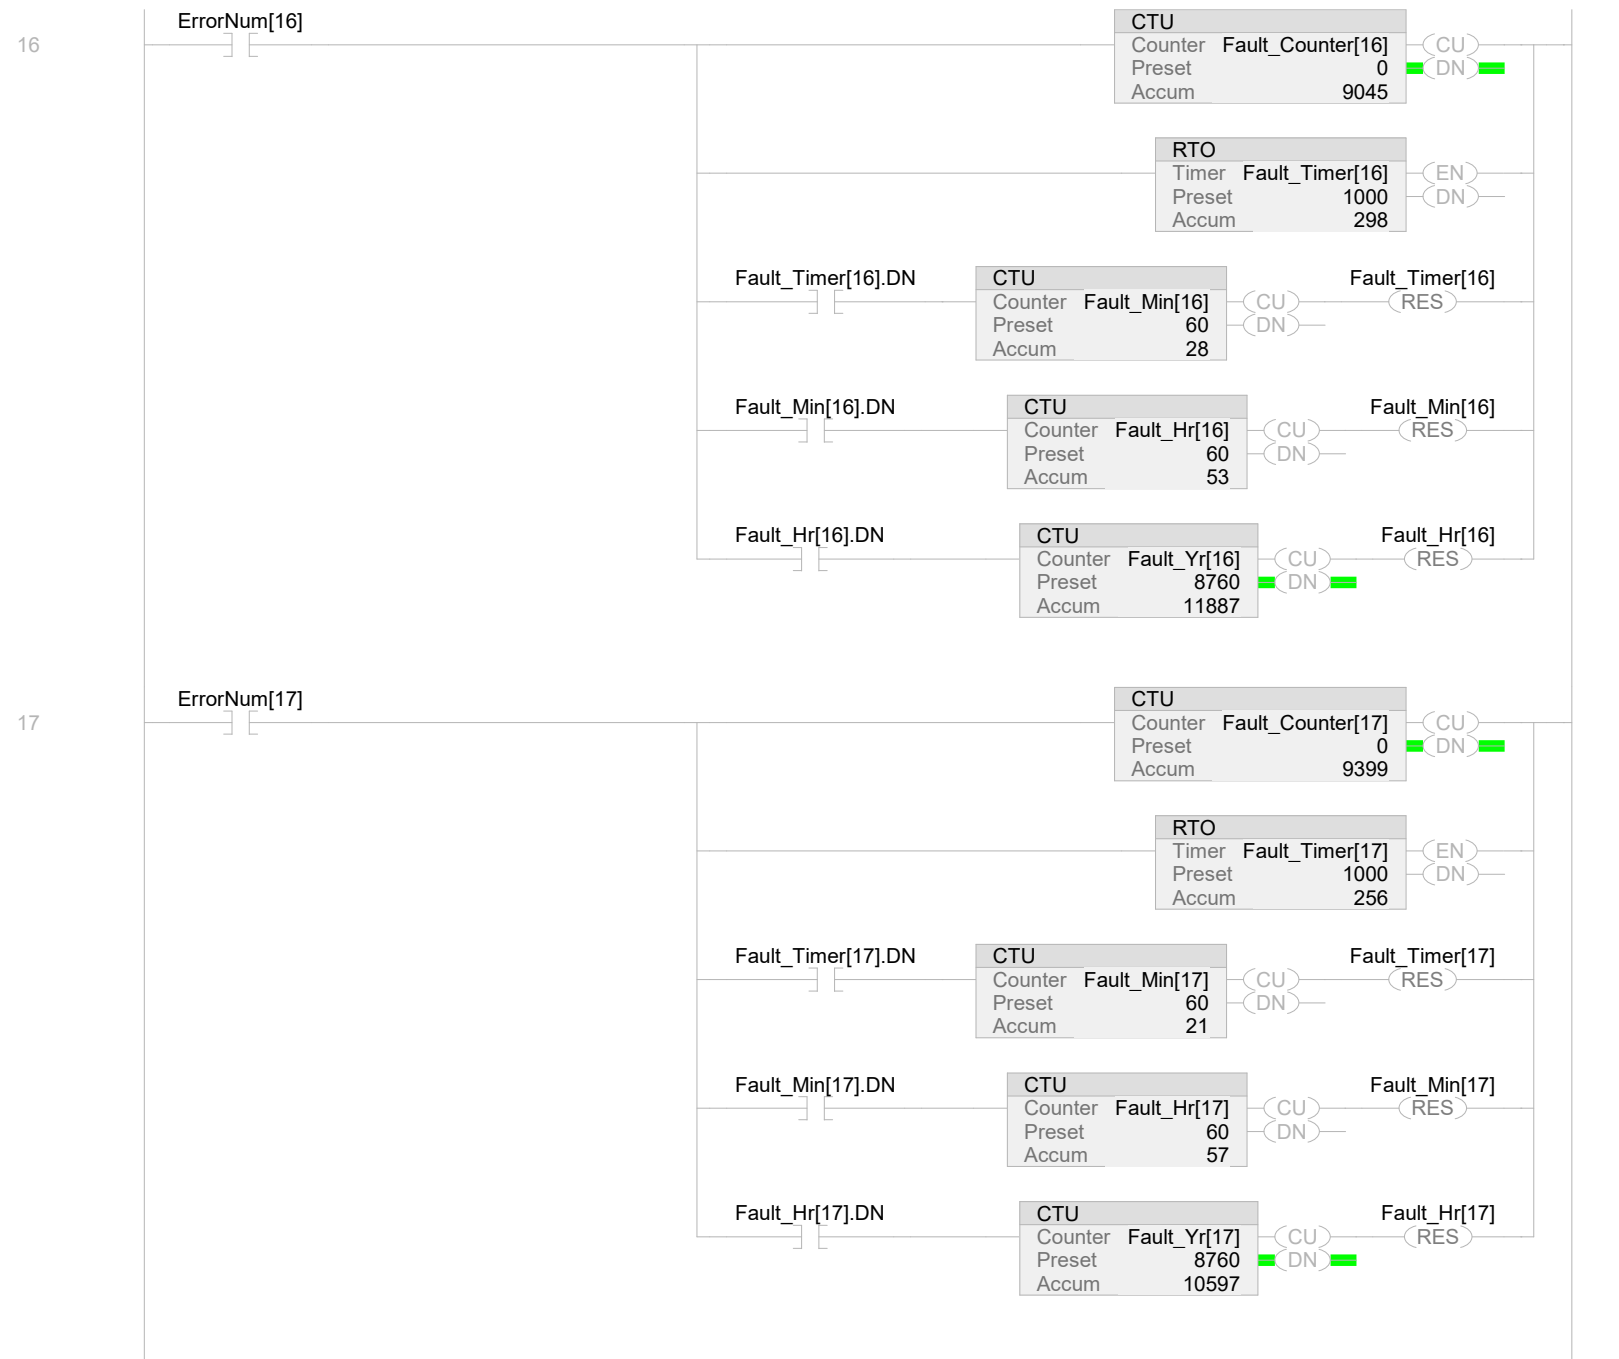 ErrorNum[16]
16
CTU
Counter Fault_Counter[16] CU
Preset 0 DN
Accum 9045
RTO
Timer Fault_Timer[16] EN
Preset 1000 DN
Accum 298
Fault_Timer[16].DN
CTU
Counter Fault_Min[16] CU
Preset 60 DN
Accum 28
Fault_Timer[16]
RES
Fault_Min[16].DN
CTU
Counter Fault_Hr[16] CU
Preset 60 DN
Accum 53
Fault_Min[16]
RES
Fault_Hr[16].DN
CTU
Counter Fault_Yr[16] CU
Preset 8760 DN
Accum 11887
Fault_Hr[16]
RES
ErrorNum[17]
17
CTU
Counter Fault_Counter[17] CU
Preset 0 DN
Accum 9399
RTO
Timer Fault_Timer[17] EN
Preset 1000 DN
Accum 256
Fault_Timer[17].DN
CTU
Counter Fault_Min[17] CU
Preset 60 DN
Accum 21
Fault_Timer[17]
RES
Fault_Min[17].DN
CTU
Counter Fault_Hr[17] CU
Preset 60 DN
Accum 57
Fault_Min[17]
RES
Fault_Hr[17].DN
CTU
Counter Fault_Yr[17] CU
Preset 8760 DN
Accum 10597
Fault_Hr[17]
RES